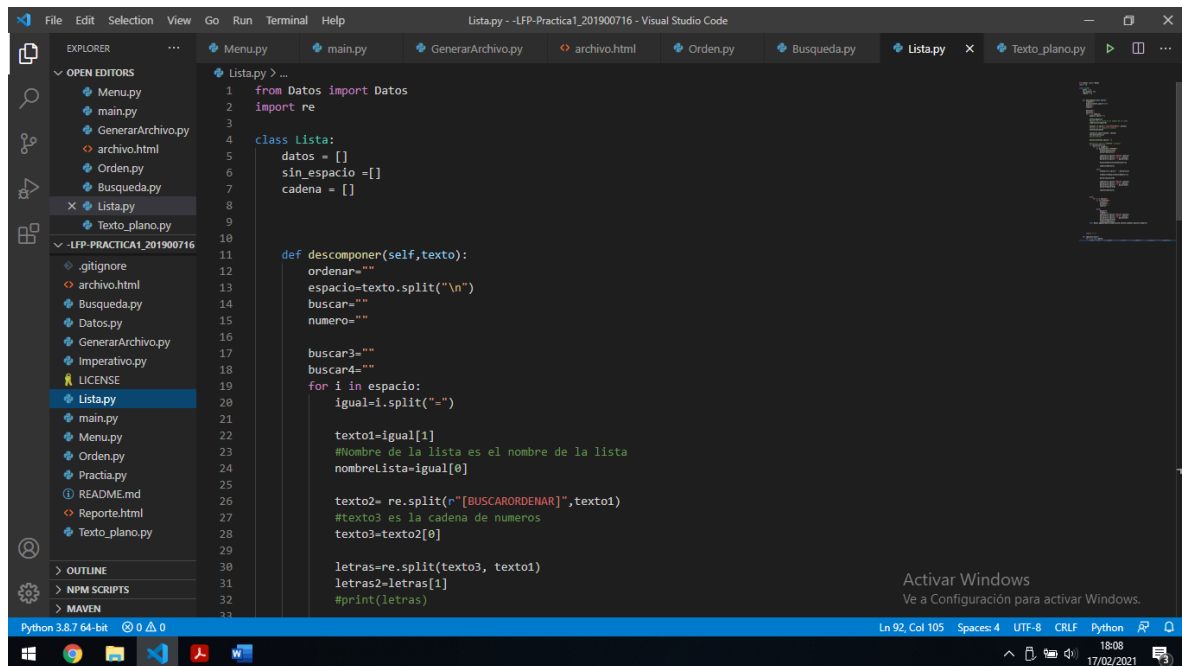 File Edit Selection View Go Run Terminal Help Lista.py - -LFP-Practica1_201900716 - Visual Studio Code
EXPLORER
OPEN EDITORS
Menu.py
main.py
GenerarArchivo.py
archivo.html
Orden.py
Busqueda.py
Lista.py
Texto_plano.py
-LFP-PRACTICA1_201900716
.gitignore
archivo.html
Busqueda.py
Datos.py
GenerarArchivo.py
Imperativo.py
LICENSE
Lista.py
main.py
Menu.py
Orden.py
Practia.py
README.md
Reporte.html
Texto_plano.py
OUTLINE
NPM SCRIPTS
MAVEN
Menu.py main.py GenerarArchivo.py archivo.html Orden.py Busqueda.py Lista.py Texto_plano.py
Lista.py > ...
1 from Datos import Datos
2 import re
3
4 class Lista:
5 datos = []
6 sin_espacio =[]
7 cadena = []
8
9
10
11 def descomponer(self,texto):
12 ordenar=""
13 espacio=texto.split("\n")
14 buscar=""
15 numero=""
16
17 buscar3=""
18 buscar4=""
19 for i in espacio:
20 igual=i.split("=")
21
22 texto1=igual[1]
23 #Nombre de la lista es el nombre de la lista
24 nombreLista=igual[0]
25
26 texto2= re.split(r"[BUSCARORDENAR]",texto1)
27 #texto3 es la cadena de numeros
28 texto3=texto2[0]
29
30 letras=re.split(texto3, texto1)
31 letras2=letras[1]
32 #print(letras)
33
Activar Windows
Ve a Configuración para activar Windows.
Python 3.8.7 64-bit 0 0 Ln 92, Col 105 Spaces: 4 UTF-8 CRLF Python
18:08
17/02/2021
3